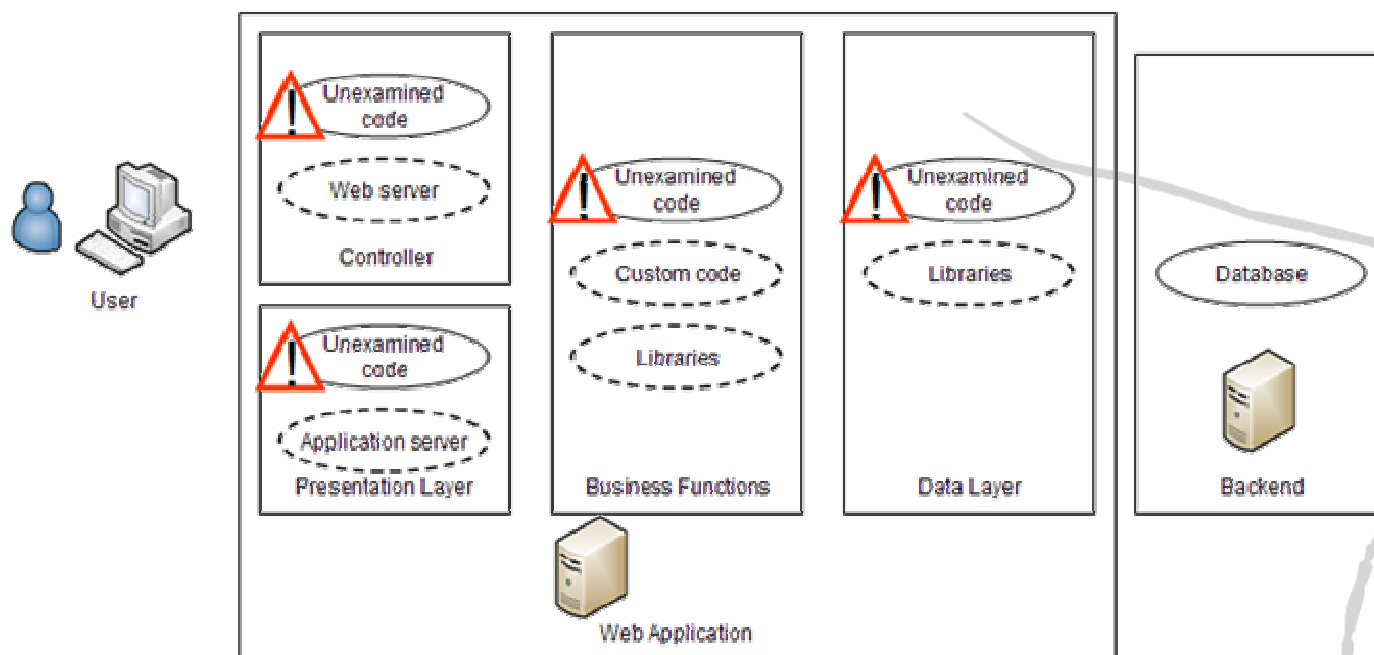 User
Unexamined
code
Web server
Controller
Unexamined
code
Application server
Presentation Layer
Unexamined
code
Custom code
Libraries
Business Functions
Unexamined
code
Libraries
Data Layer
Database
Backend
Web Application